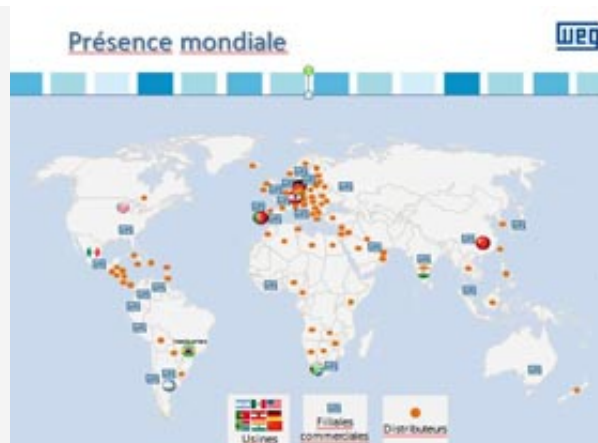 Présence mondiale
weg
Usines
Filiales
commerciales
Distributeurs